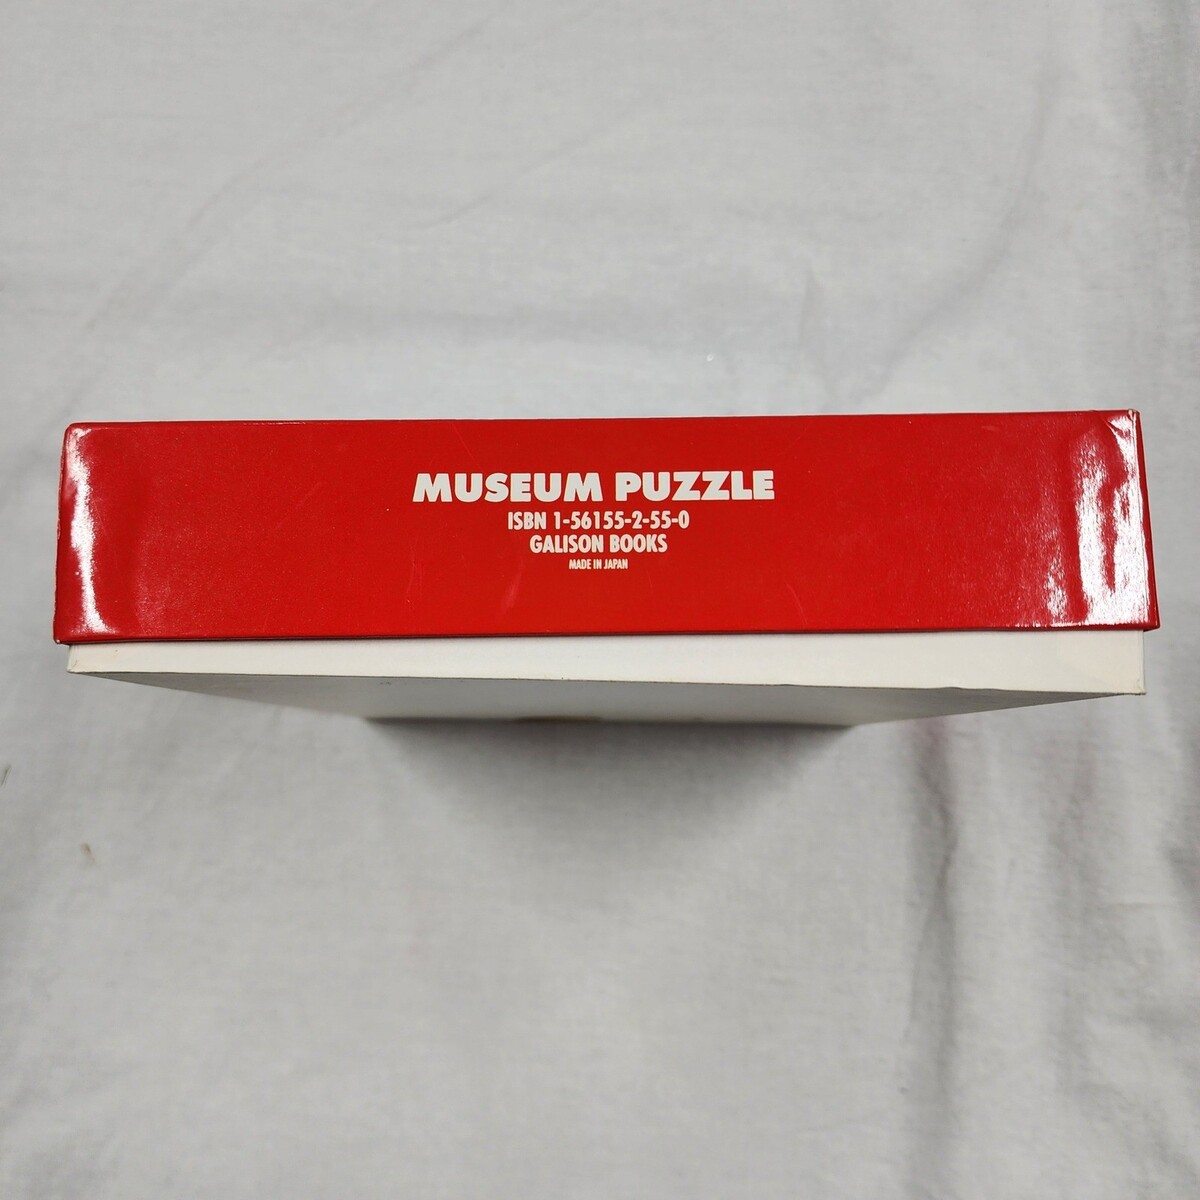 MUSEUM PUZZLE
ISBN 1-56155-2-55-0
GALISON BOOKS
MADE IN JAPAN